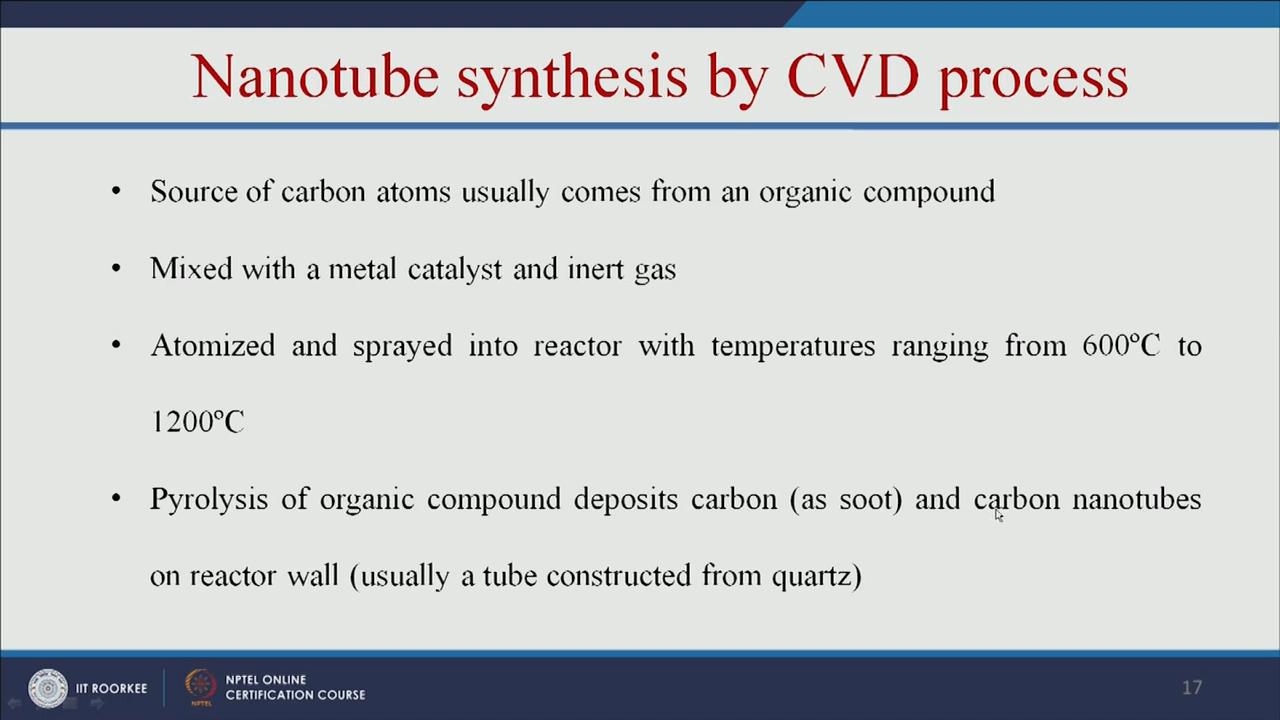 Nanotube synthesis by CVD process
• Source of carbon atoms usually comes from an organic compound
• Mixed with a metal catalyst and inert gas
• Atomized and sprayed into reactor with temperatures ranging from 600°C to
1200°C
• Pyrolysis of organic compound deposits carbon (as soot) and carbon nanotubes
on reactor wall (usually a tube constructed from quartz)
IIT ROORKEE
NPTEL
NPTEL ONLINE
CERTIFICATION COURSE
17